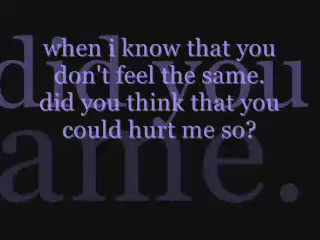 when i know that you
don't feel the same.
did you think that you
could hurt me so?
did you
ame.